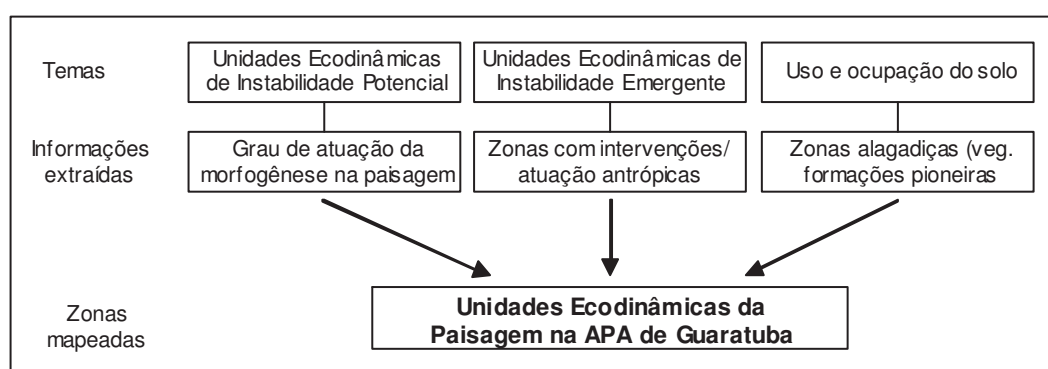 Temas
Unidades Ecodinâmicas
de Instabilidade Potencial
Unidades Ecodinâmicas de
Instabilidade Emergente
Uso e ocupação do solo
Informações
extraídas
Grau de atuação da
morfogênese na paisagem
Zonas com intervenções/
atuação antrópicas
Zonas alagadiças (veg.
formações pioneiras
Zonas
mapeadas
Unidades Ecodinâmicas da
Paisagem na APA de Guaratuba